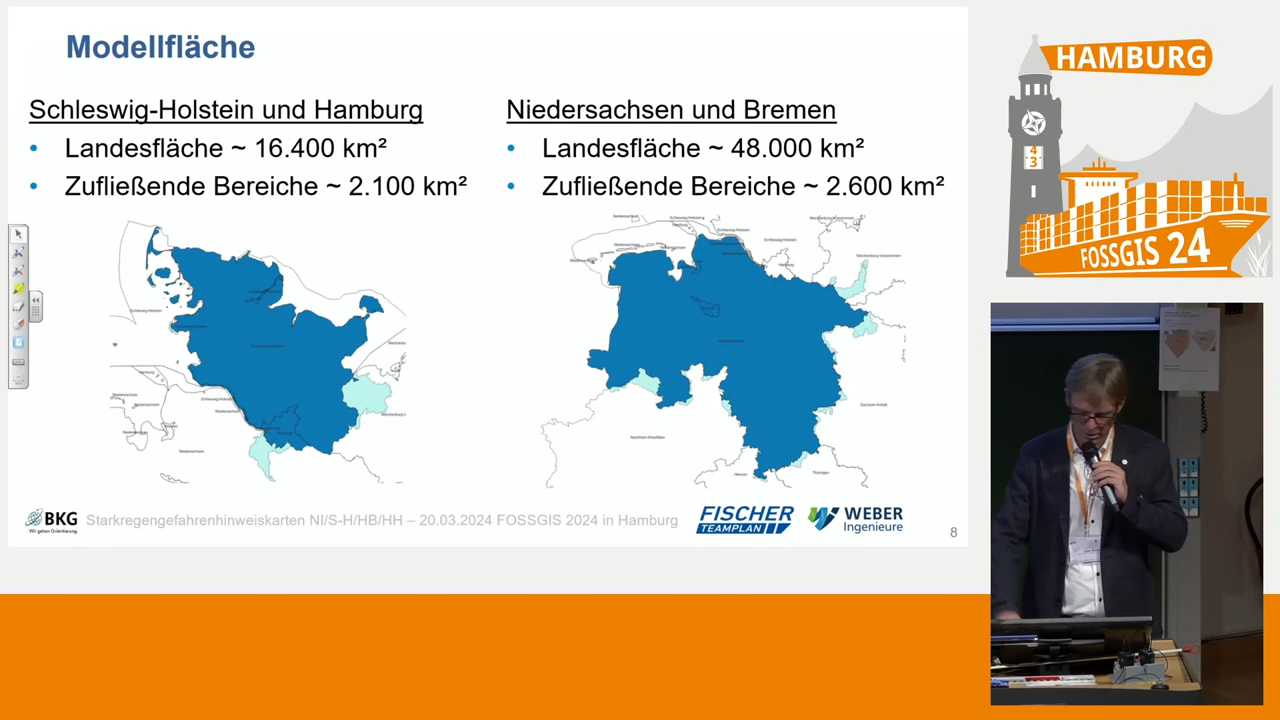 Modellfläche
Schleswig-Holstein und Hamburg
• Landesfläche ~ 16.400 km²
• Zufließende Bereiche ~ 2.100 km²
Niedersachsen und Bremen
• Landesfläche ~ 48.000 km²
• Zufließende Bereiche ~ 2.600 km²
BKG
Wir geben Orientierung.
Starkregengefahrenhinweiskarten NI/S-H/HB/HH – 20.03.2024 FOSSGIS 2024 in Hamburg
FISCHER
TEAMPLAN
WEBER
Ingenieure
8
HAMBURG
4
3
FOSSGIS 24